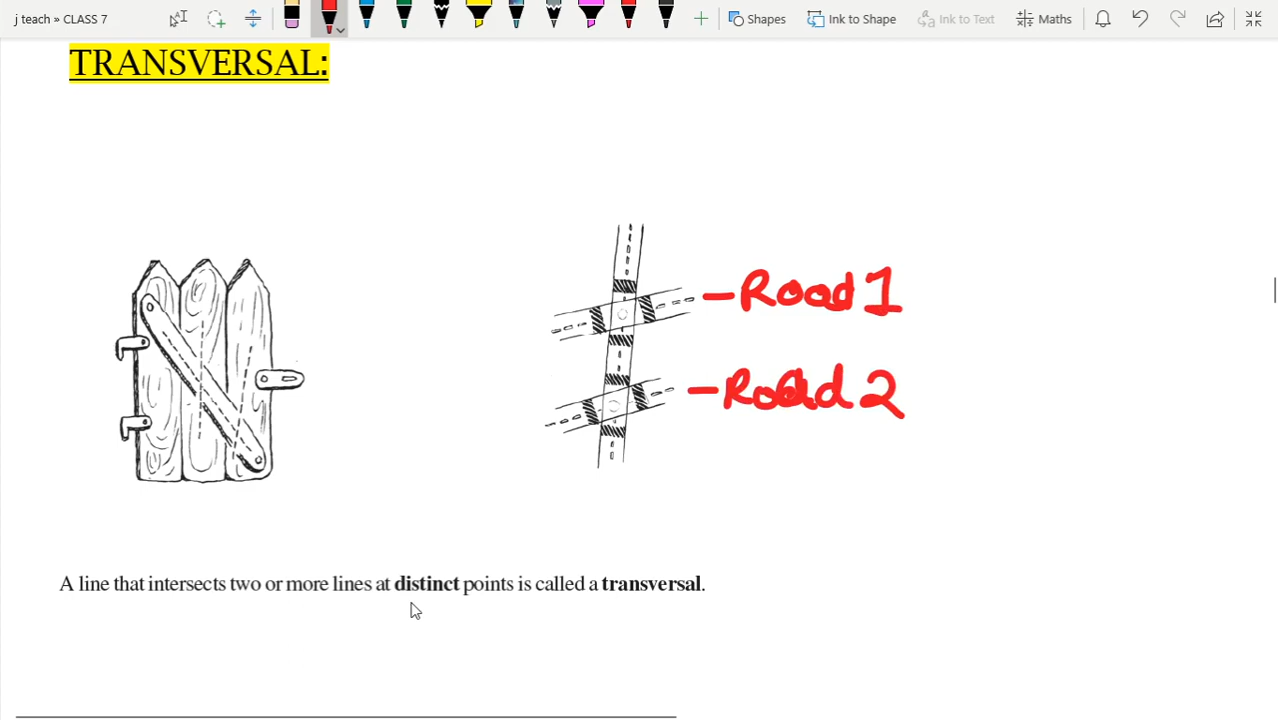 j teach » CLASS 7
Shapes
Ink to Shape
Ink to Text
Maths
TRANSVERSAL:
-Road 1
-Road 2
A line that intersects two or more lines at distinct points is called a transversal.